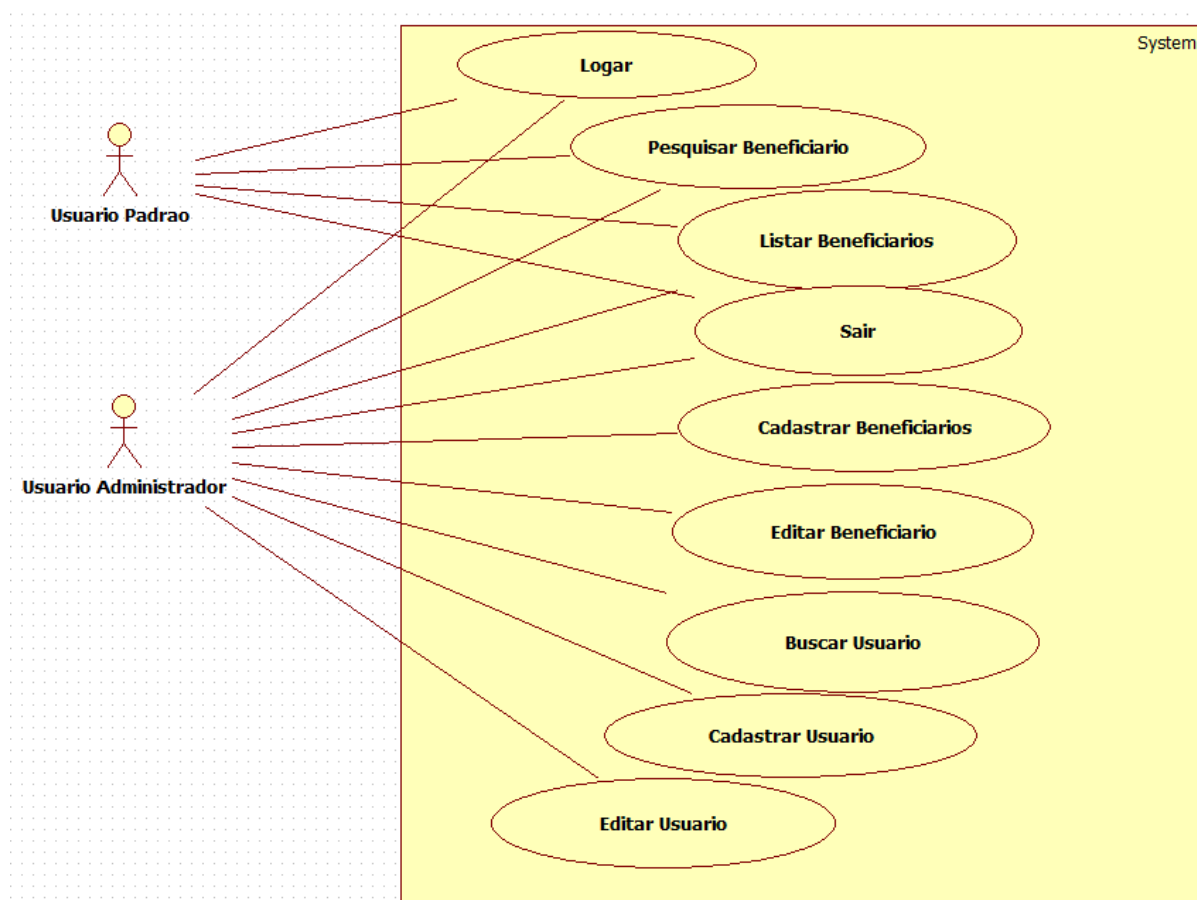 System
Logar
Pesquisar Beneficiario
Usuario Padrao
Listar Beneficiarios
Sair
Cadastrar Beneficiarios
Usuario Administrador
Editar Beneficiario
Buscar Usuario
Cadastrar Usuario
Editar Usuario